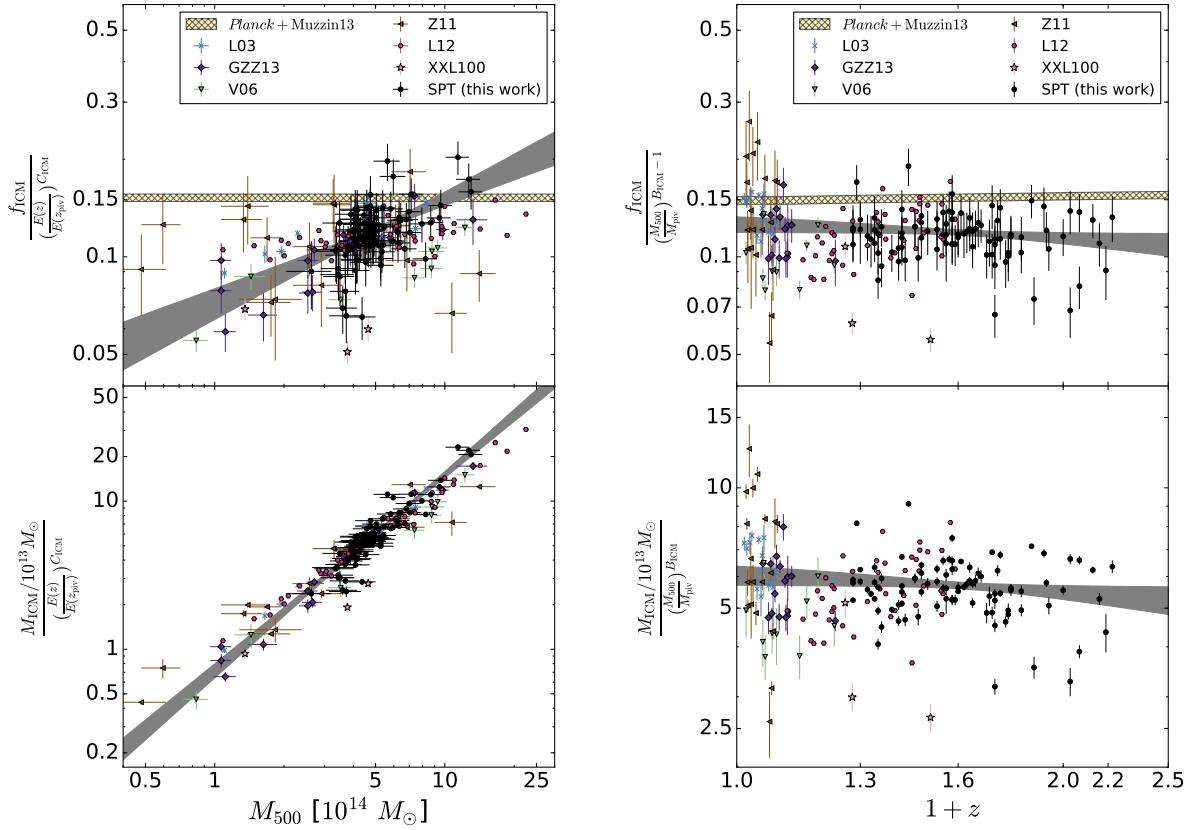 Planck + Muzzin13
L03
GZZ13
V06
Z11
L12
XXL100
SPT (this work)
0.5
0.3
0.15
0.1
0.07
0.05
f_ICM / (E(z)/E(z_piv))^C_ICM
50
20
10
5
1
0.5
0.2
M_ICM/10^13 M_⊙ / (E(z)/E(z_piv))^C_ICM
0.5 1 5 10 25
M_500 [10^14 M_⊙]
Planck + Muzzin13
L03
GZZ13
V06
Z11
L12
XXL100
SPT (this work)
0.5
0.3
0.15
0.1
0.07
0.05
f_ICM / (M_500/M_piv)^(B_ICM−1)
15
10
5
2.5
M_ICM/10^13 M_⊙ / (M_500/M_piv)^B_ICM
1.0 1.3 1.6 2.0 2.2 2.5
1 + z